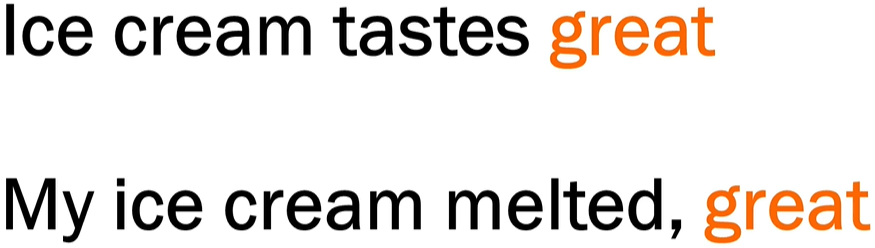 Ice cream tastes great
My ice cream melted, great